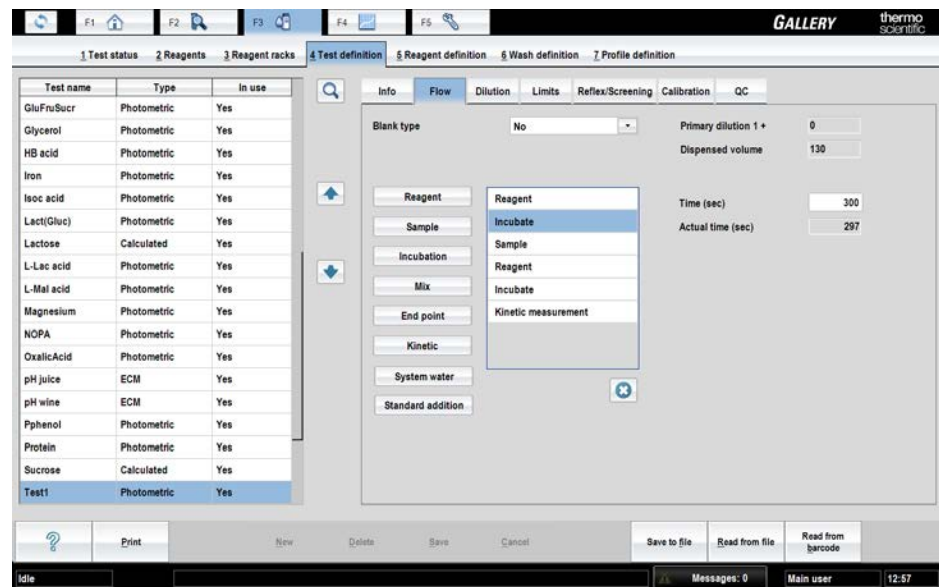 F1 F2 F3 F4 F5 GALLERY thermo scientific
1 Test status 2 Reagents 3 Reagent racks 4 Test definition 5 Reagent definition 6 Wash definition 7 Profile definition
Test name Type In use
GluFruSucr Photometric Yes
Glycerol Photometric Yes
HB acid Photometric Yes
Iron Photometric Yes
Isoc acid Photometric Yes
Lact(Gluc) Photometric Yes
Lactose Calculated Yes
L-Lac acid Photometric Yes
L-Mal acid Photometric Yes
Magnesium Photometric Yes
NOPA Photometric Yes
OxalicAcid Photometric Yes
pH juice ECM Yes
pH wine ECM Yes
Pphenol Photometric Yes
Protein Photometric Yes
Sucrose Calculated Yes
Test1 Photometric Yes
Info Flow Dilution Limits Reflex/Screening Calibration QC
Blank type No
Primary dilution 1 + 0
Dispensed volume 130
Reagent
Sample
Incubation
Mix
End point
Kinetic
System water
Standard addition
Reagent
Incubate
Sample
Reagent
Incubate
Kinetic measurement
Time (sec) 300
Actual time (sec) 297
Print New Delete Save Cancel Save to file Read from file Read from barcode
Idle Messages: 0 Main user 12:57